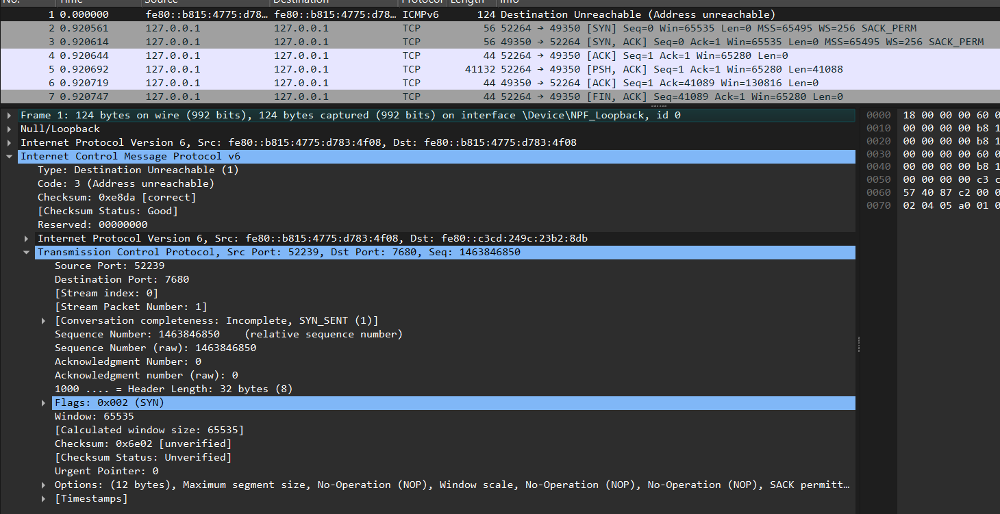 No. Time Source Destination Protocol Length Info
1 0.000000 fe80::b815:4775:d78… fe80::b815:4775:d78… ICMPv6 124 Destination Unreachable (Address unreachable)
2 0.920561 127.0.0.1 127.0.0.1 TCP 56 52264 → 49350 [SYN] Seq=0 Win=65535 Len=0 MSS=65495 WS=256 SACK_PERM
3 0.920614 127.0.0.1 127.0.0.1 TCP 56 49350 → 52264 [SYN, ACK] Seq=0 Ack=1 Win=65535 Len=0 MSS=65495 WS=256 SACK_PERM
4 0.920644 127.0.0.1 127.0.0.1 TCP 44 52264 → 49350 [ACK] Seq=1 Ack=1 Win=65280 Len=0
5 0.920692 127.0.0.1 127.0.0.1 TCP 41132 52264 → 49350 [PSH, ACK] Seq=1 Ack=1 Win=65280 Len=41088
6 0.920719 127.0.0.1 127.0.0.1 TCP 44 49350 → 52264 [ACK] Seq=1 Ack=41089 Win=130816 Len=0
7 0.920747 127.0.0.1 127.0.0.1 TCP 44 52264 → 49350 [FIN, ACK] Seq=41089 Ack=1 Win=65280 Len=0
Frame 1: 124 bytes on wire (992 bits), 124 bytes captured (992 bits) on interface \Device\NPF_Loopback, id 0
Null/Loopback
Internet Protocol Version 6, Src: fe80::b815:4775:d783:4f08, Dst: fe80::b815:4775:d783:4f08
Internet Control Message Protocol v6
Type: Destination Unreachable (1)
Code: 3 (Address unreachable)
Checksum: 0xe8da [correct]
[Checksum Status: Good]
Reserved: 00000000
Internet Protocol Version 6, Src: fe80::b815:4775:d783:4f08, Dst: fe80::c3cd:249c:23b2:8db
Transmission Control Protocol, Src Port: 52239, Dst Port: 7680, Seq: 1463846850
Source Port: 52239
Destination Port: 7680
[Stream index: 0]
[Stream Packet Number: 1]
[Conversation completeness: Incomplete, SYN_SENT (1)]
Sequence Number: 1463846850 (relative sequence number)
Sequence Number (raw): 1463846850
Acknowledgment Number: 0
Acknowledgment number (raw): 0
1000 .... = Header Length: 32 bytes (8)
Flags: 0x002 (SYN)
Window: 65535
[Calculated window size: 65535]
Checksum: 0x6e02 [unverified]
[Checksum Status: Unverified]
Urgent Pointer: 0
Options: (12 bytes), Maximum segment size, No-Operation (NOP), Window scale, No-Operation (NOP), No-Operation (NOP), SACK permitt…
[Timestamps]
0000 18 00 00 00 60 0
0010 00 00 00 00 b8 1
0020 00 00 00 00 b8 1
0030 00 00 00 00 60 0
0040 00 00 00 00 b8 1
0050 00 00 00 00 c3 c
0060 57 40 87 c2 00 0
0070 02 04 05 a0 01 0